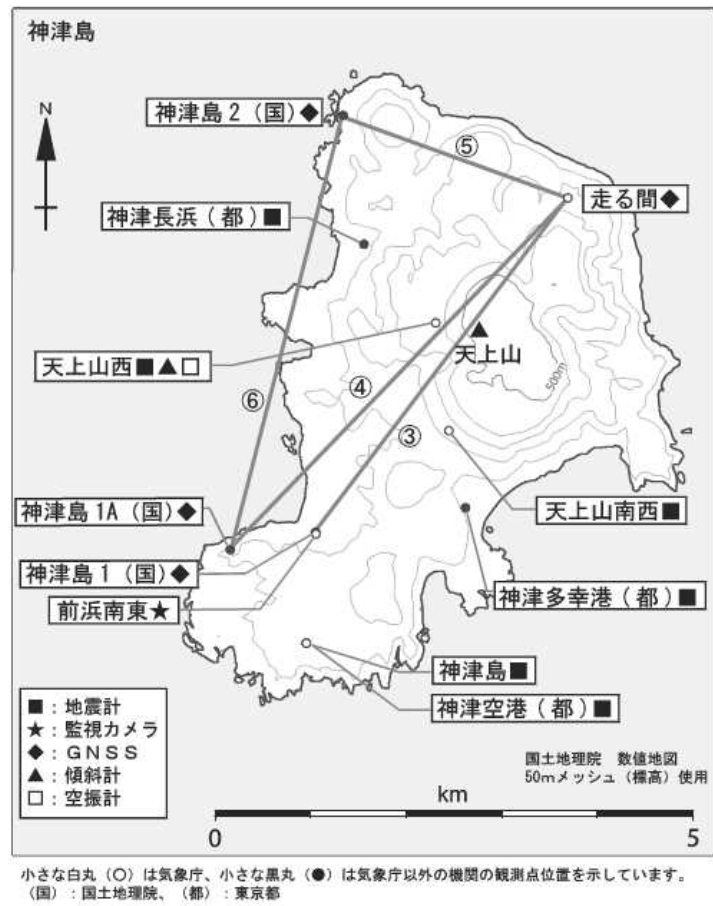 神津島
N
神津島2（国）◆
⑤
走る間◆
神津長浜（都）■
天上山西■▲□
天上山
500m
④
⑥
③
神津島1A（国）◆
天上山南西■
神津島1（国）◆
前浜南東★
神津多幸港（都）■
神津島■
神津空港（都）■
■：地震計
★：監視カメラ
◆：GNSS
▲：傾斜計
□：空振計
国土地理院　数値地図
50mメッシュ（標高）使用
km
0
5
小さな白丸（○）は気象庁、小さな黒丸（●）は気象庁以外の機関の観測点位置を示しています。
（国）：国土地理院、（都）：東京都